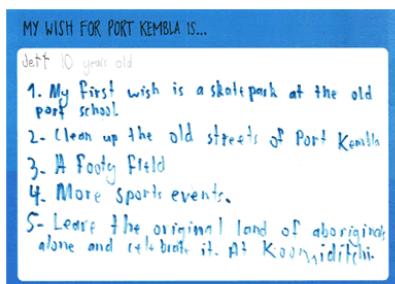 MY WISH FOR PORT KEMBLA IS...
Jett 10 years old
1. My first wish is a skatepark at the old
port school
2- Clean up the old streets of Port Kembla
3- A Footy Field
4- More sports events.
5- Leave the original land of aboriginals
alone and celebrate it. At